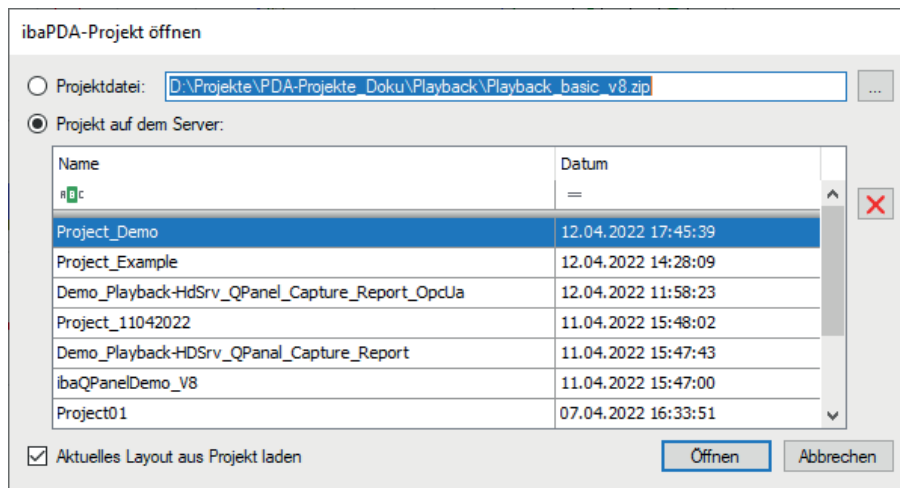 ibaPDA-Projekt öffnen
Projektdatei: D:\Projekte\PDA-Projekte_Doku\Playback\Playback_basic_v8.zip ...
Projekt auf dem Server:
Name Datum
ABC =
Project_Demo 12.04.2022 17:45:39
Project_Example 12.04.2022 14:28:09
Demo_Playback-HdSrv_QPanel_Capture_Report_OpcUa 12.04.2022 11:58:23
Project_11042022 11.04.2022 15:48:02
Demo_Playback-HDSrv_QPanal_Capture_Report 11.04.2022 15:47:43
ibaQPanelDemo_V8 11.04.2022 15:47:00
Project01 07.04.2022 16:33:51
Aktuelles Layout aus Projekt laden Öffnen Abbrechen